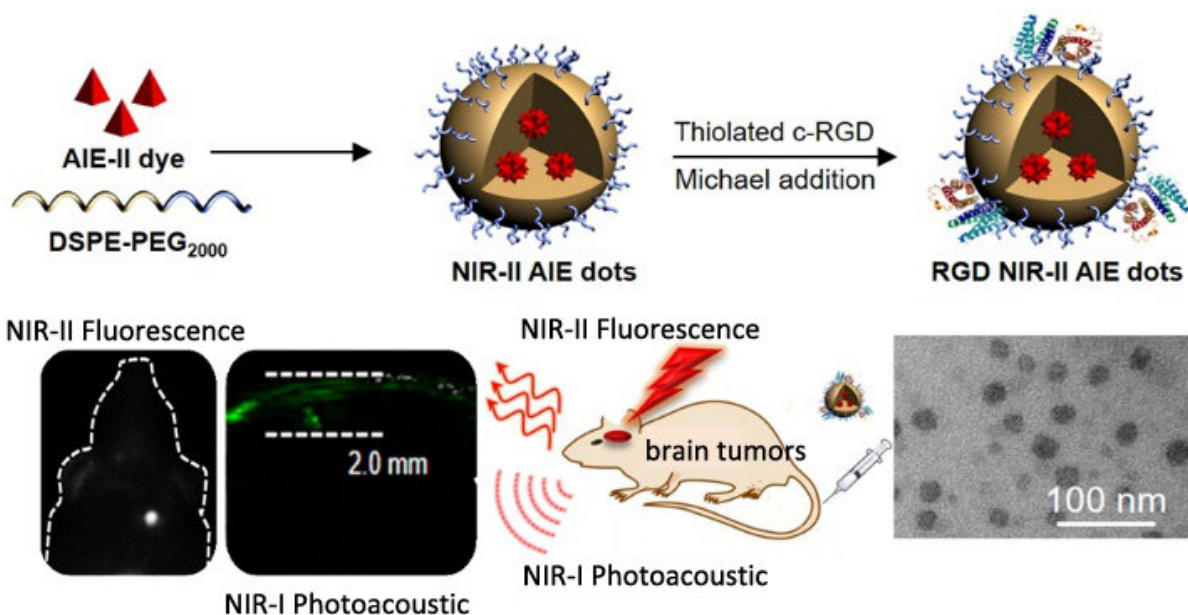 AIE-II dye
DSPE-PEG2000
NIR-II AIE dots
Thiolated c-RGD
Michael addition
RGD NIR-II AIE dots
NIR-II Fluorescence
2.0 mm
NIR-I Photoacoustic
NIR-II Fluorescence
brain tumors
NIR-I Photoacoustic
100 nm